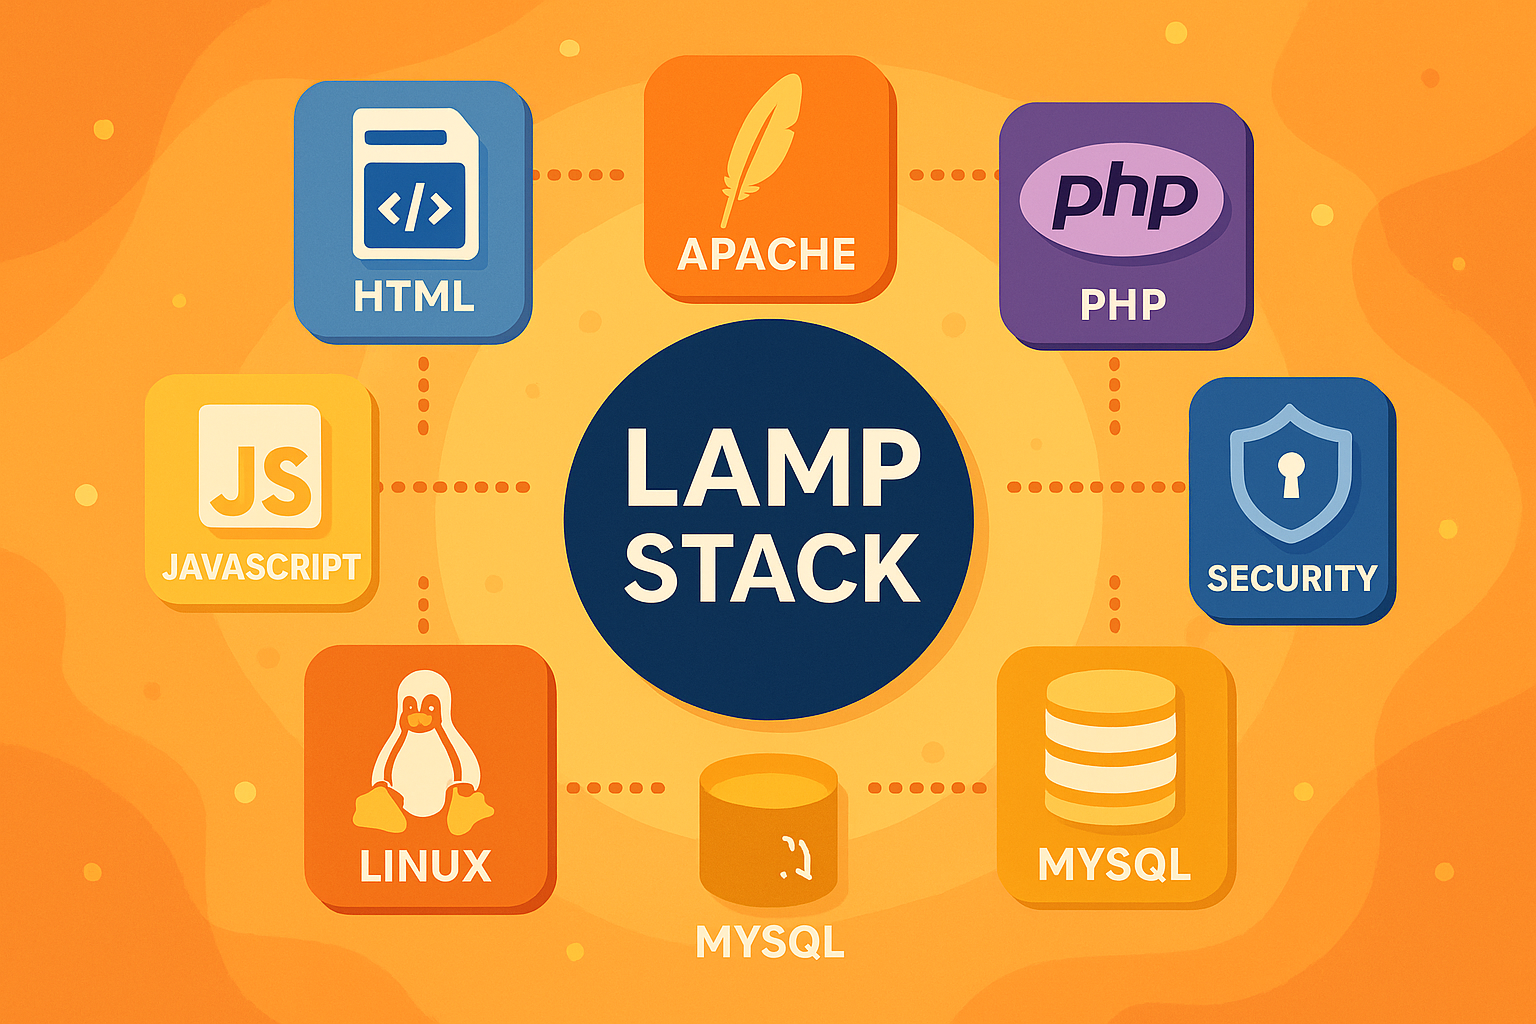 HTML
APACHE
php
PHP
JS
JAVASCRIPT
LAMP
STACK
SECURITY
LINUX
MYSQL
MYSQL